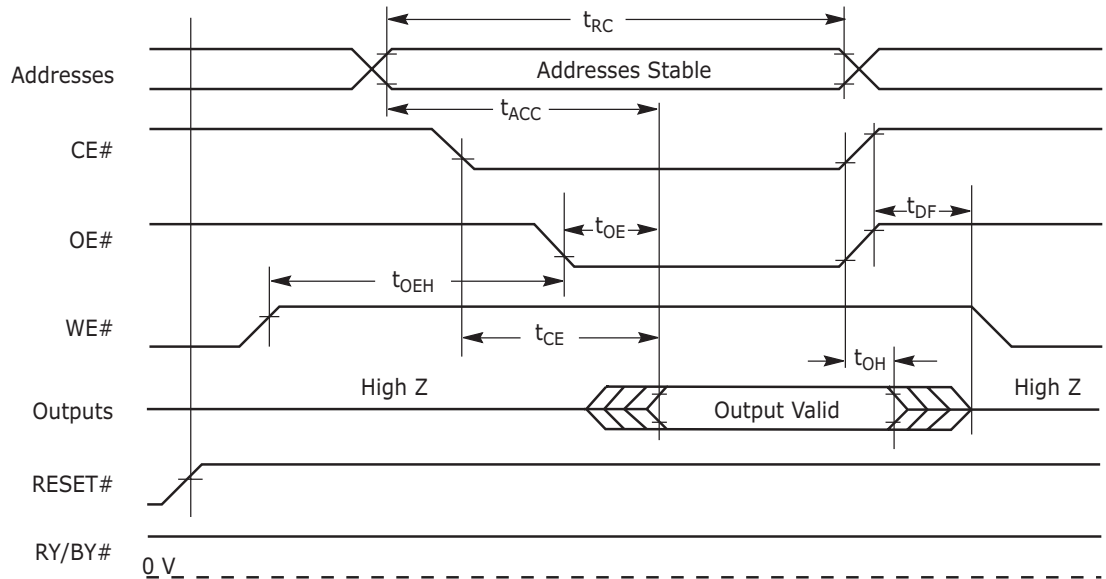 tRC
Addresses
Addresses Stable
tACC
CE#
tDF
OE#
tOE
tOEH
WE#
tCE
tOH
High Z
High Z
Outputs
Output Valid
RESET#
RY/BY#
0 V